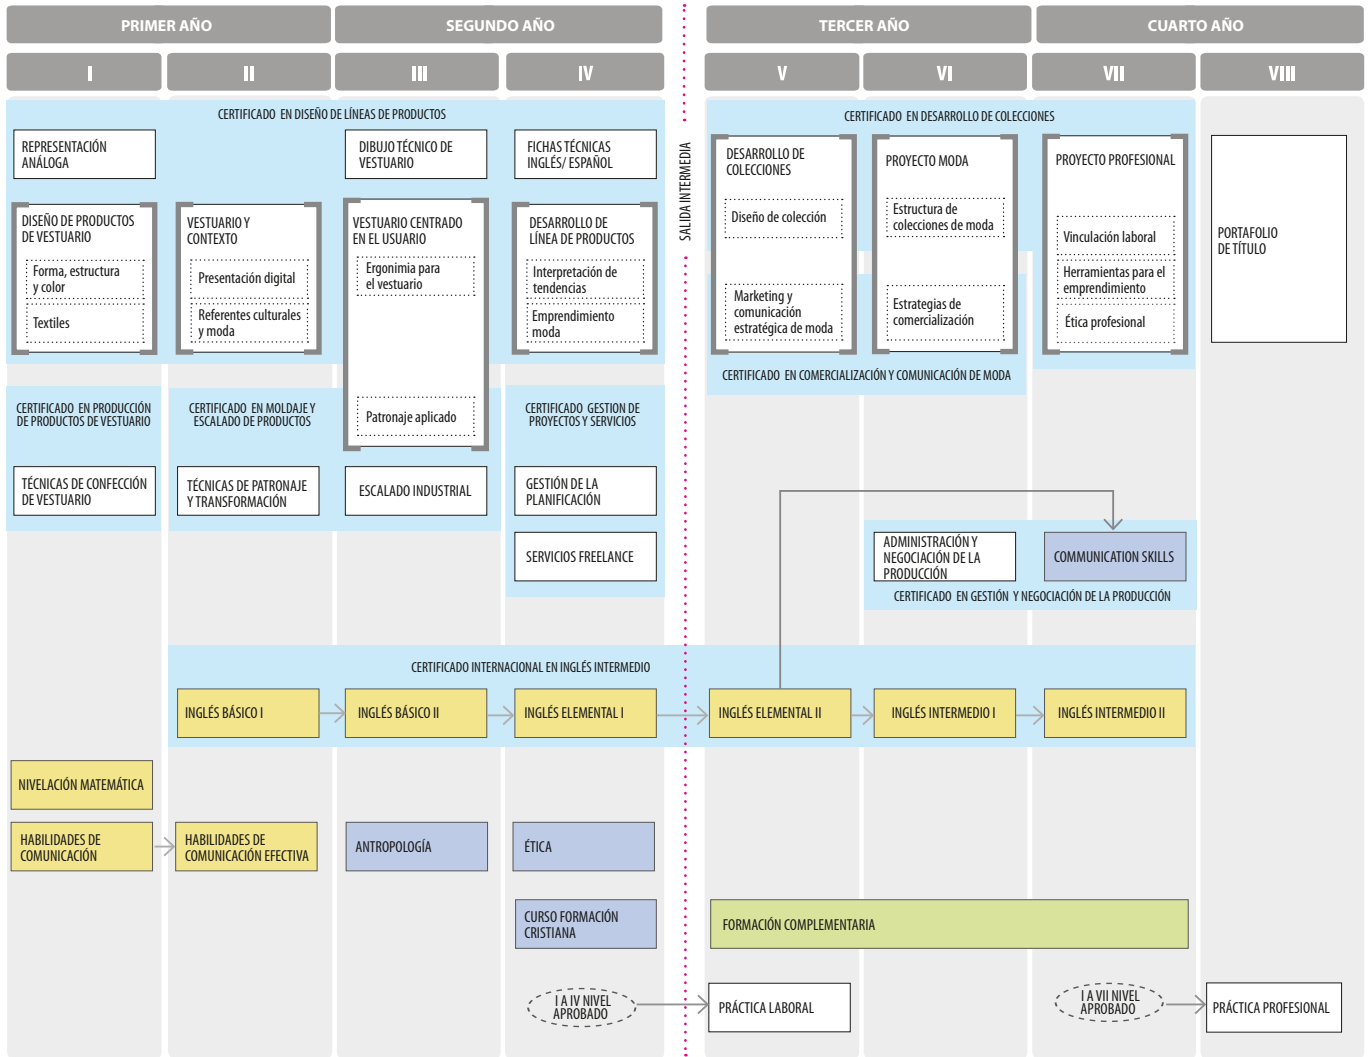 PRIMER AÑO
SEGUNDO AÑO
TERCER AÑO
CUARTO AÑO
I
II
III
IV
V
VI
VII
VIII
SALIDA INTERMEDIA
CERTIFICADO EN DISEÑO DE LÍNEAS DE PRODUCTOS
CERTIFICADO EN DESARROLLO DE COLECCIONES
REPRESENTACIÓN
ANÁLOGA
DIBUJO TÉCNICO DE
VESTUARIO
FICHAS TÉCNICAS
INGLÉS/ ESPAÑOL
DISEÑO DE PRODUCTOS
DE VESTUARIO
Forma, estructura
y color
Textiles
VESTUARIO Y
CONTEXTO
Presentación digital
Referentes culturales
y moda
VESTUARIO CENTRADO
EN EL USUARIO
Ergonimia para
el vestuario
Patronaje aplicado
DESARROLLO DE
LÍNEA DE PRODUCTOS
Interpretación de
tendencias
Emprendimiento
moda
DESARROLLO DE
COLECCIONES
Diseño de colección
Marketing y
comunicación
estratégica de moda
PROYECTO MODA
Estructura de
colecciones de moda
Estrategias de
comercialización
PROYECTO PROFESIONAL
Vinculación laboral
Herramientas para el
emprendimiento
Ética profesional
PORTAFOLIO
DE TÍTULO
CERTIFICADO EN COMERCIALIZACIÓN Y COMUNICACIÓN DE MODA
CERTIFICADO EN PRODUCCIÓN
DE PRODUCTOS DE VESTUARIO
CERTIFICADO EN MOLDAJE Y
ESCALADO DE PRODUCTOS
CERTIFICADO GESTION DE
PROYECTOS Y SERVICIOS
TÉCNICAS DE CONFECCIÓN
DE VESTUARIO
TÉCNICAS DE PATRONAJE
Y TRANSFORMACIÓN
ESCALADO INDUSTRIAL
GESTIÓN DE LA
PLANIFICACIÓN
SERVICIOS FREELANCE
ADMINISTRACIÓN Y
NEGOCIACIÓN DE LA
PRODUCCIÓN
COMMUNICATION SKILLS
CERTIFICADO EN GESTIÓN Y NEGOCIACIÓN DE LA PRODUCCIÓN
CERTIFICADO INTERNACIONAL EN INGLÉS INTERMEDIO
INGLÉS BÁSICO I
INGLÉS BÁSICO II
INGLÉS ELEMENTAL I
INGLÉS ELEMENTAL II
INGLÉS INTERMEDIO I
INGLÉS INTERMEDIO II
NIVELACIÓN MATEMÁTICA
HABILIDADES DE
COMUNICACIÓN
HABILIDADES DE
COMUNICACIÓN EFECTIVA
ANTROPOLOGÍA
ÉTICA
CURSO FORMACIÓN
CRISTIANA
FORMACIÓN COMPLEMENTARIA
I A IV NIVEL
APROBADO
PRÁCTICA LABORAL
I A VII NIVEL
APROBADO
PRÁCTICA PROFESIONAL